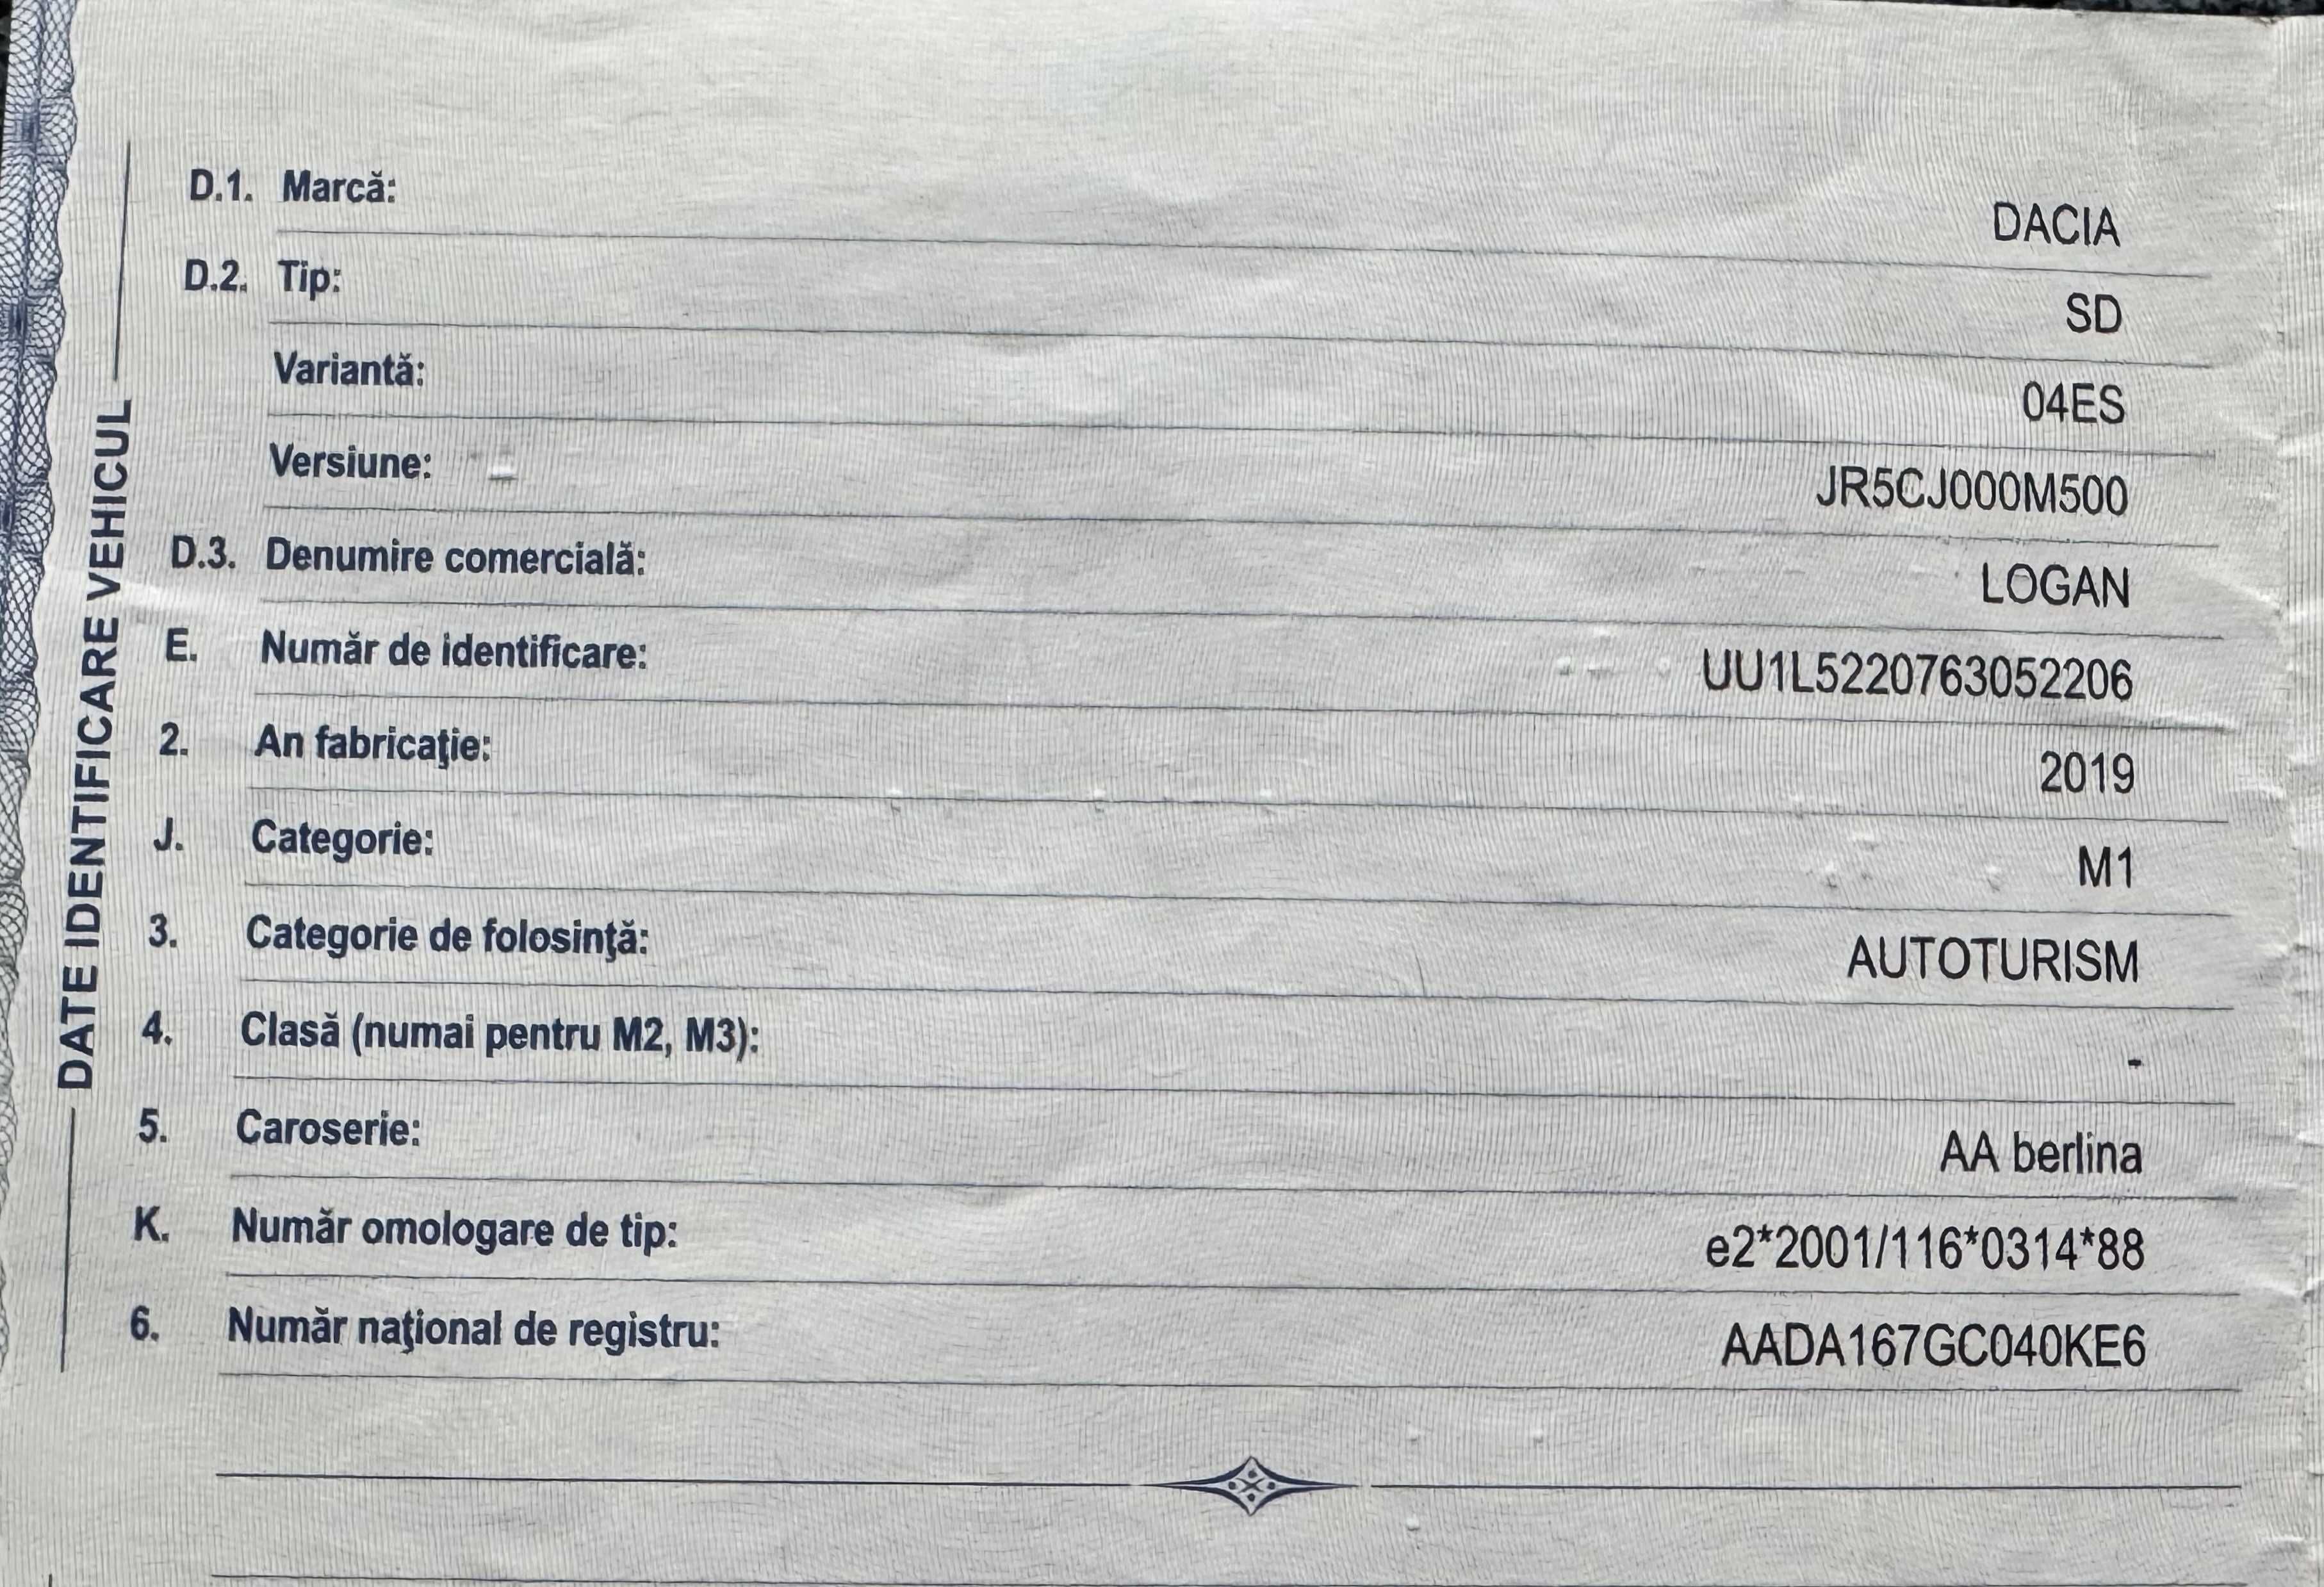 DATE IDENTIFICARE VEHICUL
D.1. Marcă: DACIA
D.2. Tip: SD
Variantă: 04ES
Versiune: JR5CJ000M500
D.3. Denumire comercială: LOGAN
E. Număr de identificare: UU1L5220763052206
2. An fabricaţie: 2019
J. Categorie: M1
3. Categorie de folosinţă: AUTOTURISM
4. Clasă (numai pentru M2, M3): -
5. Caroserie: AA berlina
K. Număr omologare de tip: e2*2001/116*0314*88
6. Număr naţional de registru: AADA167GC040KE6